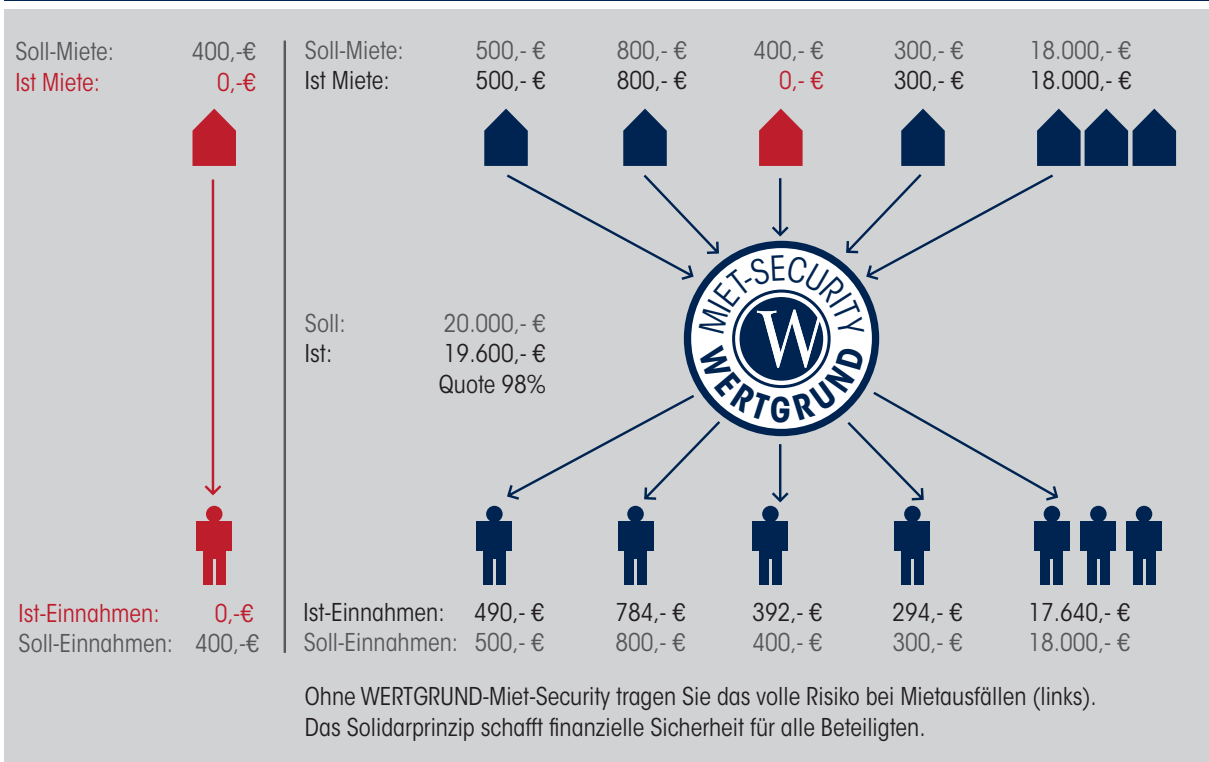 Soll-Miete: 400,-€
Ist Miete: 0,-€
Soll-Miete: 500,- € 800,- € 400,- € 300,- € 18.000,- €
Ist Miete: 500,- € 800,- € 0,- € 300,- € 18.000,- €
MIET-SECURITY
W
WERTGRUND
Soll: 20.000,- €
Ist: 19.600,- €
Quote 98%
Ist-Einnahmen: 0,-€
Soll-Einnahmen: 400,-€
Ist-Einnahmen: 490,- € 784,- € 392,- € 294,- € 17.640,- €
Soll-Einnahmen: 500,- € 800,- € 400,- € 300,- € 18.000,- €
Ohne WERTGRUND-Miet-Security tragen Sie das volle Risiko bei Mietausfällen (links).
Das Solidarprinzip schafft finanzielle Sicherheit für alle Beteiligten.